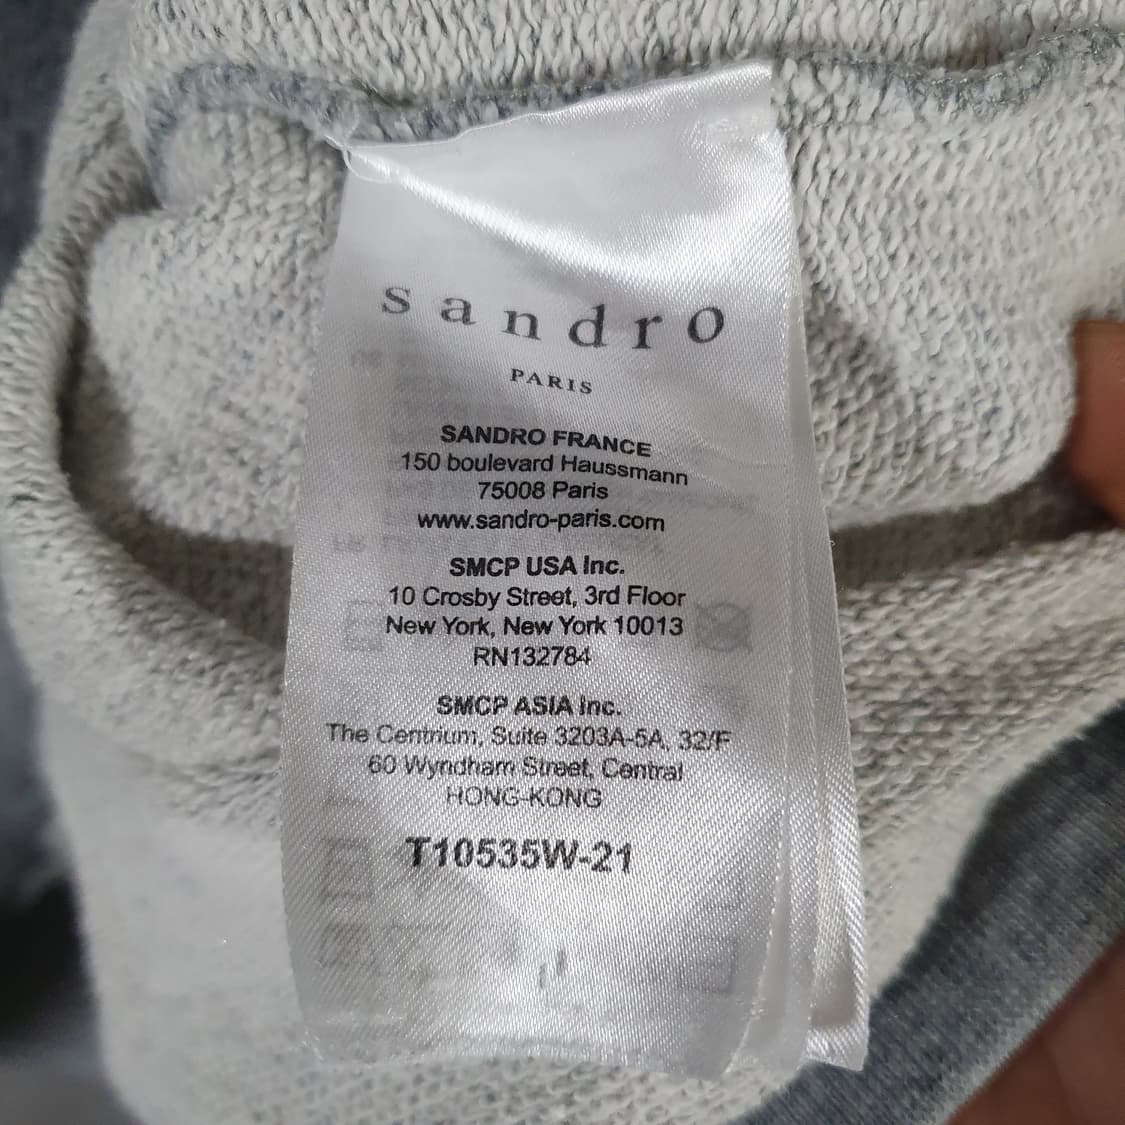 sandro
PARIS
SANDRO FRANCE
150 boulevard Haussmann
75008 Paris
www.sandro-paris.com
SMCP USA Inc.
10 Crosby Street, 3rd Floor
New York, New York 10013
RN132784
SMCP ASIA Inc.
The Centrium, Suite 3203A-5A, 32/F
60 Wyndham Street, Central
HONG-KONG
T10535W-21